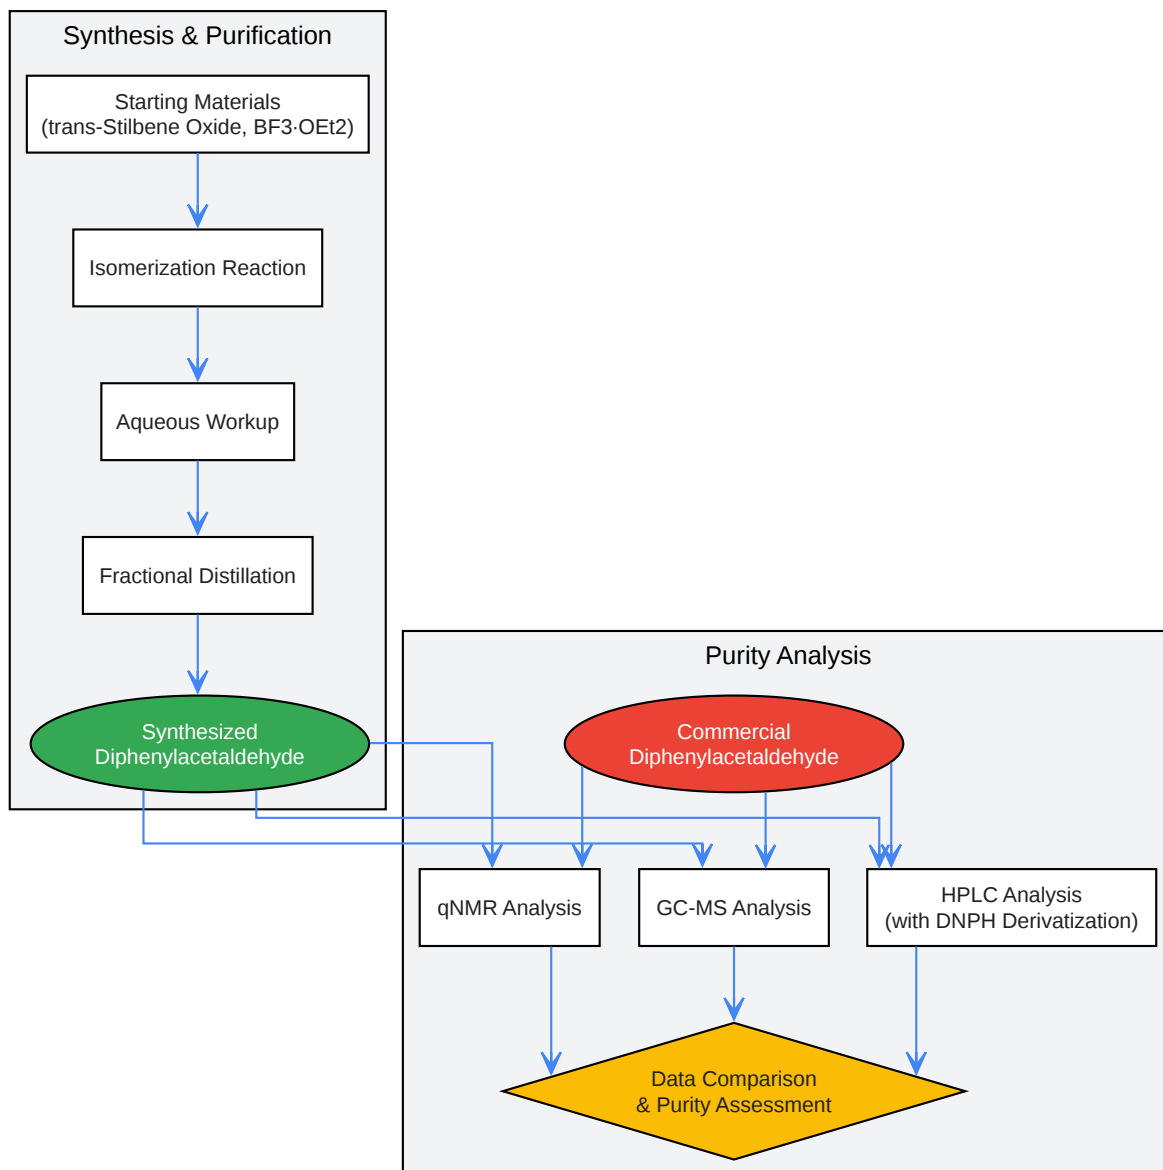 Synthesis & Purification
Starting Materials
(trans-Stilbene Oxide, BF3·OEt2)
Isomerization Reaction
Aqueous Workup
Fractional Distillation
Synthesized
Diphenylacetaldehyde
Purity Analysis
Commercial
Diphenylacetaldehyde
qNMR Analysis
GC-MS Analysis
HPLC Analysis
(with DNPH Derivatization)
Data Comparison
& Purity Assessment